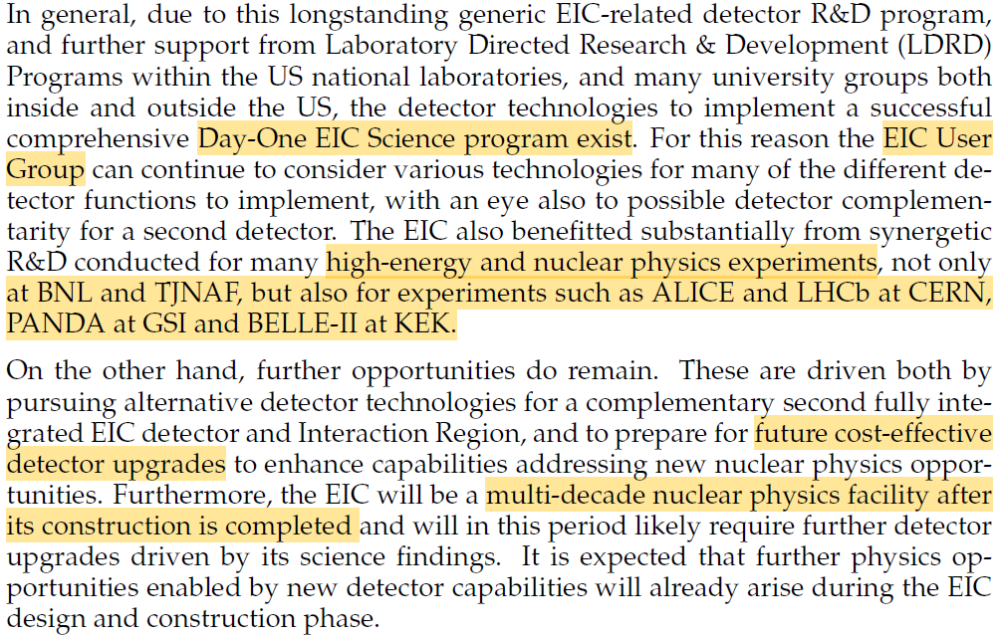 In general, due to this longstanding generic EIC-related detector R&D program,
and further support from Laboratory Directed Research & Development (LDRD)
Programs within the US national laboratories, and many university groups both
inside and outside the US, the detector technologies to implement a successful
comprehensive Day-One EIC Science program exist. For this reason the EIC User
Group can continue to consider various technologies for many of the different de-
tector functions to implement, with an eye also to possible detector complemen-
tarity for a second detector. The EIC also benefitted substantially from synergetic
R&D conducted for many high-energy and nuclear physics experiments, not only
at BNL and TJNAF, but also for experiments such as ALICE and LHCb at CERN,
PANDA at GSI and BELLE-II at KEK.
On the other hand, further opportunities do remain. These are driven both by
pursuing alternative detector technologies for a complementary second fully inte-
grated EIC detector and Interaction Region, and to prepare for future cost-effective
detector upgrades to enhance capabilities addressing new nuclear physics oppor-
tunities. Furthermore, the EIC will be a multi-decade nuclear physics facility after
its construction is completed and will in this period likely require further detector
upgrades driven by its science findings. It is expected that further physics op-
portunities enabled by new detector capabilities will already arise during the EIC
design and construction phase.